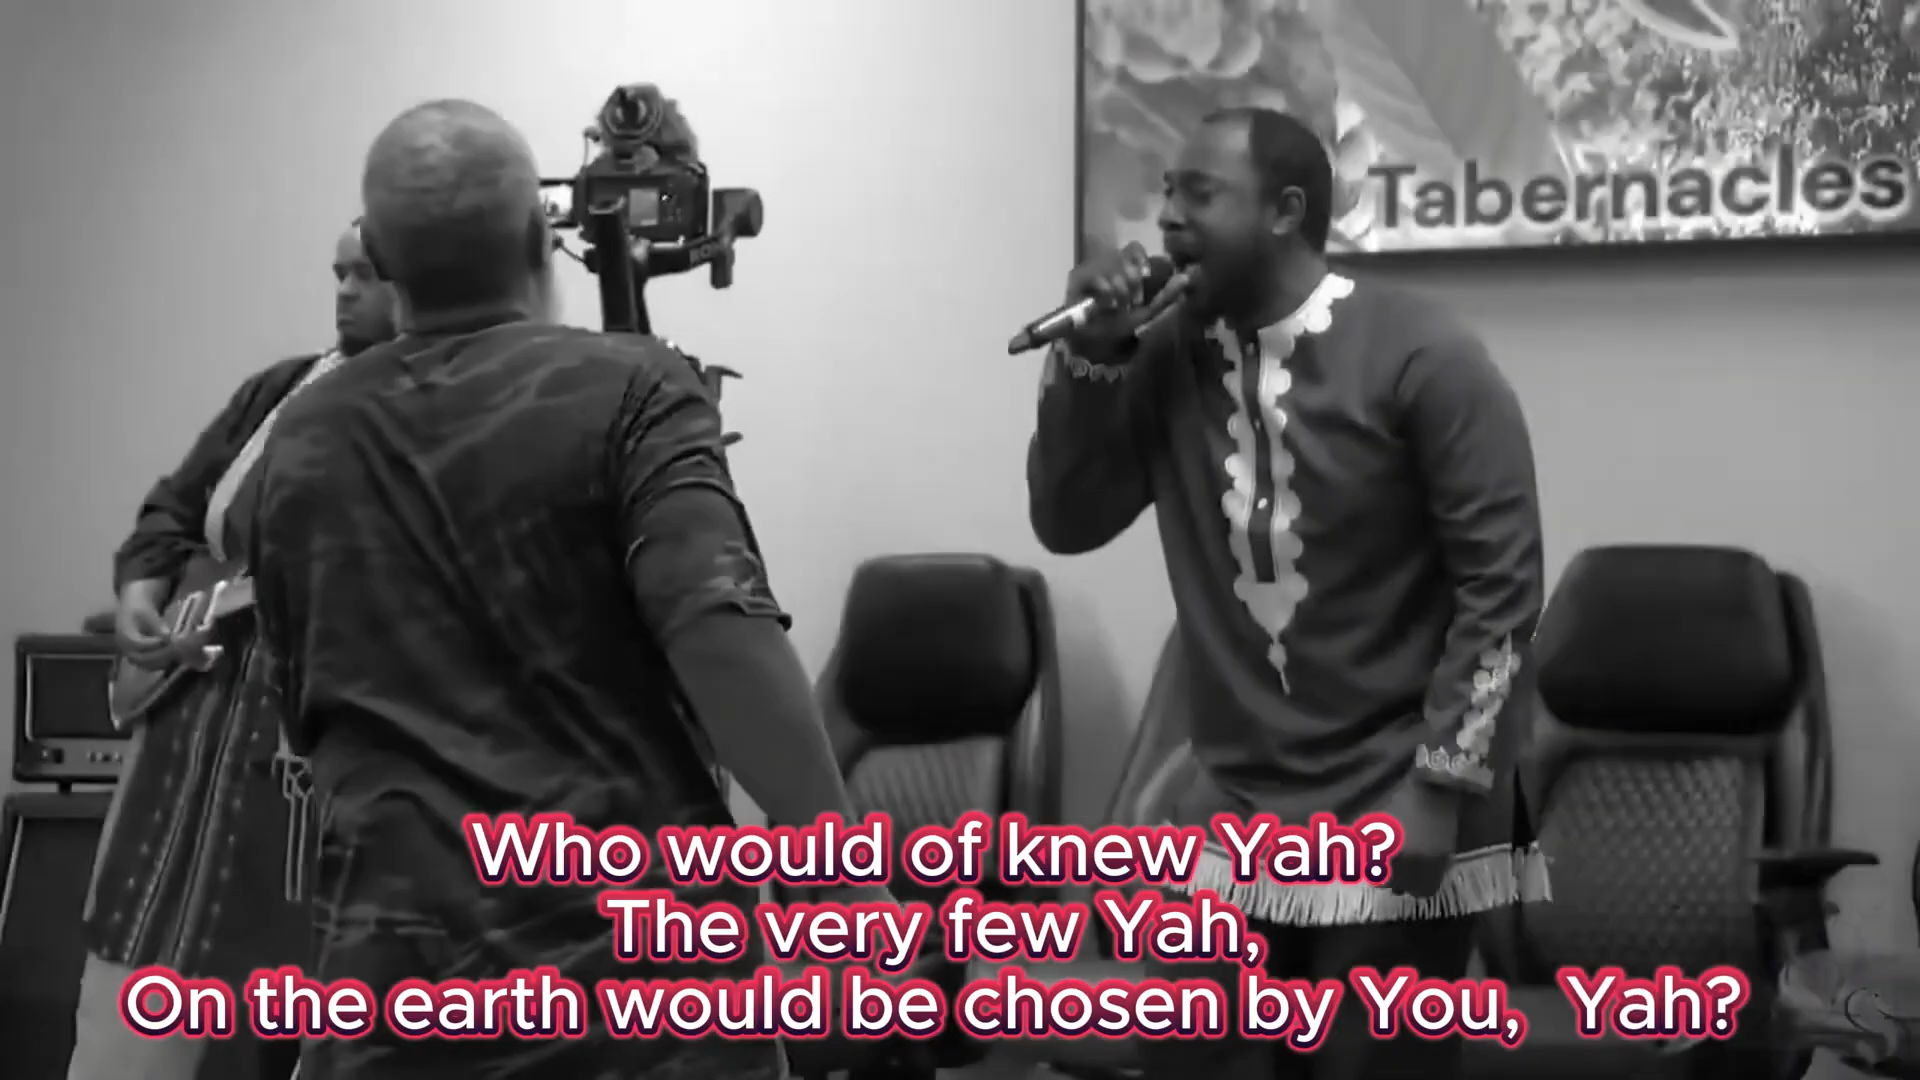 Tabernacles
Who would of knew Yah?
The very few Yah,
On the earth would be chosen by You, Yah?